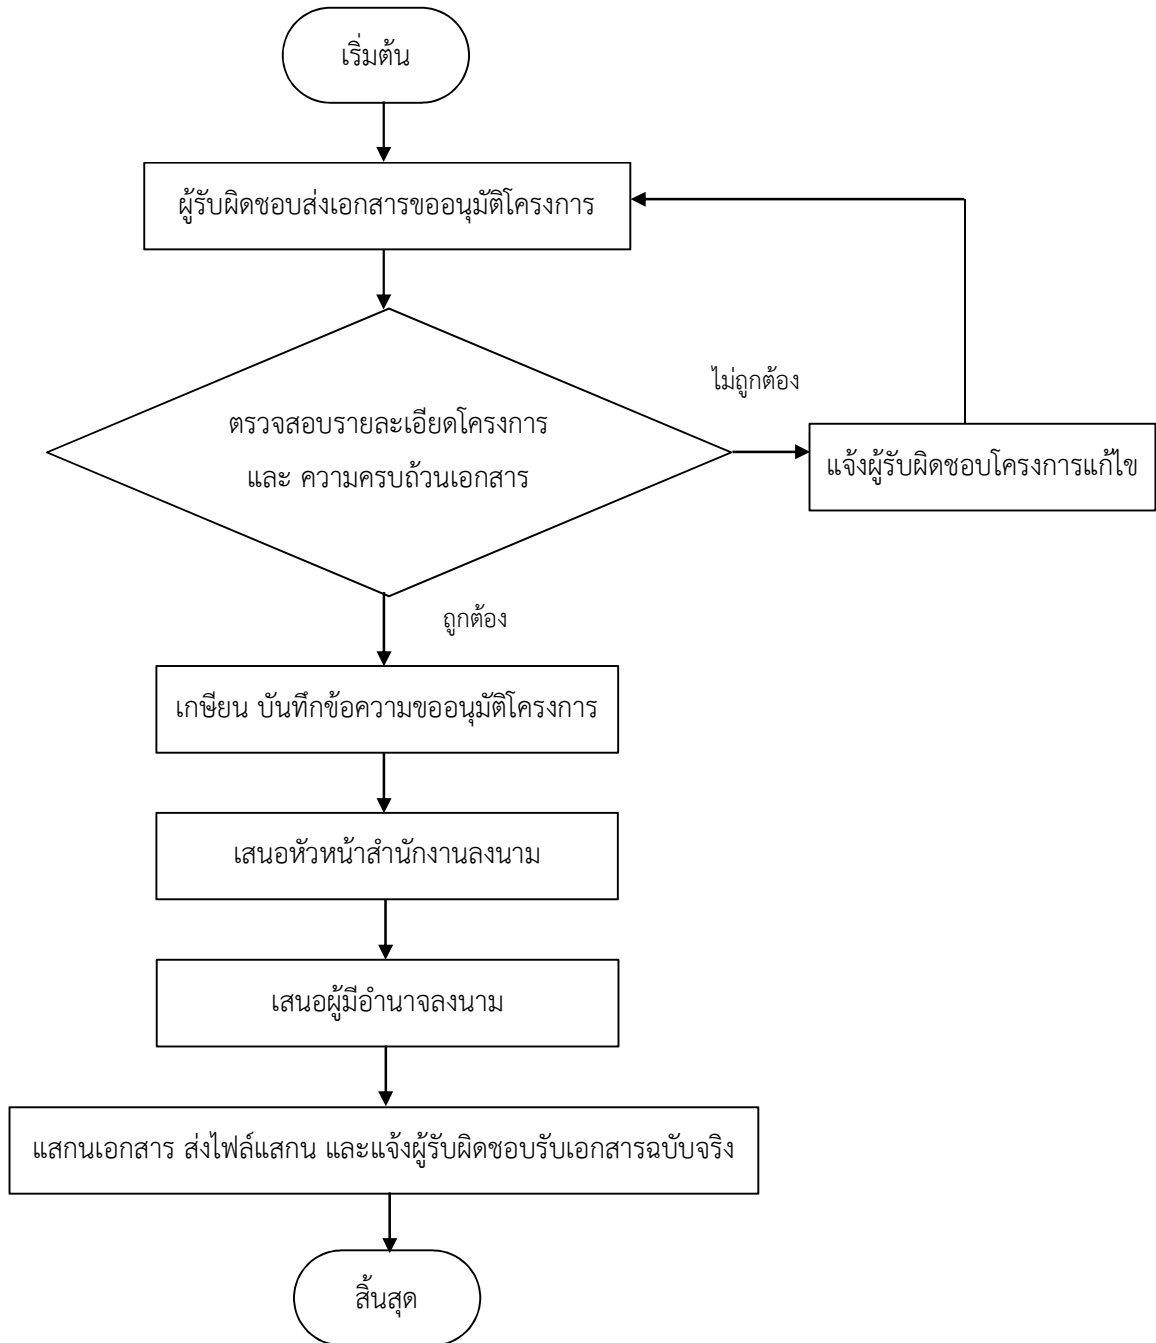 เริ่มต้น
ผู้รับผิดชอบส่งเอกสารขออนุมัติโครงการ
ไม่ถูกต้อง
ตรวจสอบรายละเอียดโครงการ
และ ความครบถ้วนเอกสาร
แจ้งผู้รับผิดชอบโครงการแก้ไข
ถูกต้อง
เกษียน บันทึกข้อความขออนุมัติโครงการ
เสนอหัวหน้าสำนักงานลงนาม
เสนอผู้มีอำนาจลงนาม
แสกนเอกสาร ส่งไฟล์แสกน และแจ้งผู้รับผิดชอบรับเอกสารฉบับจริง
สิ้นสุด